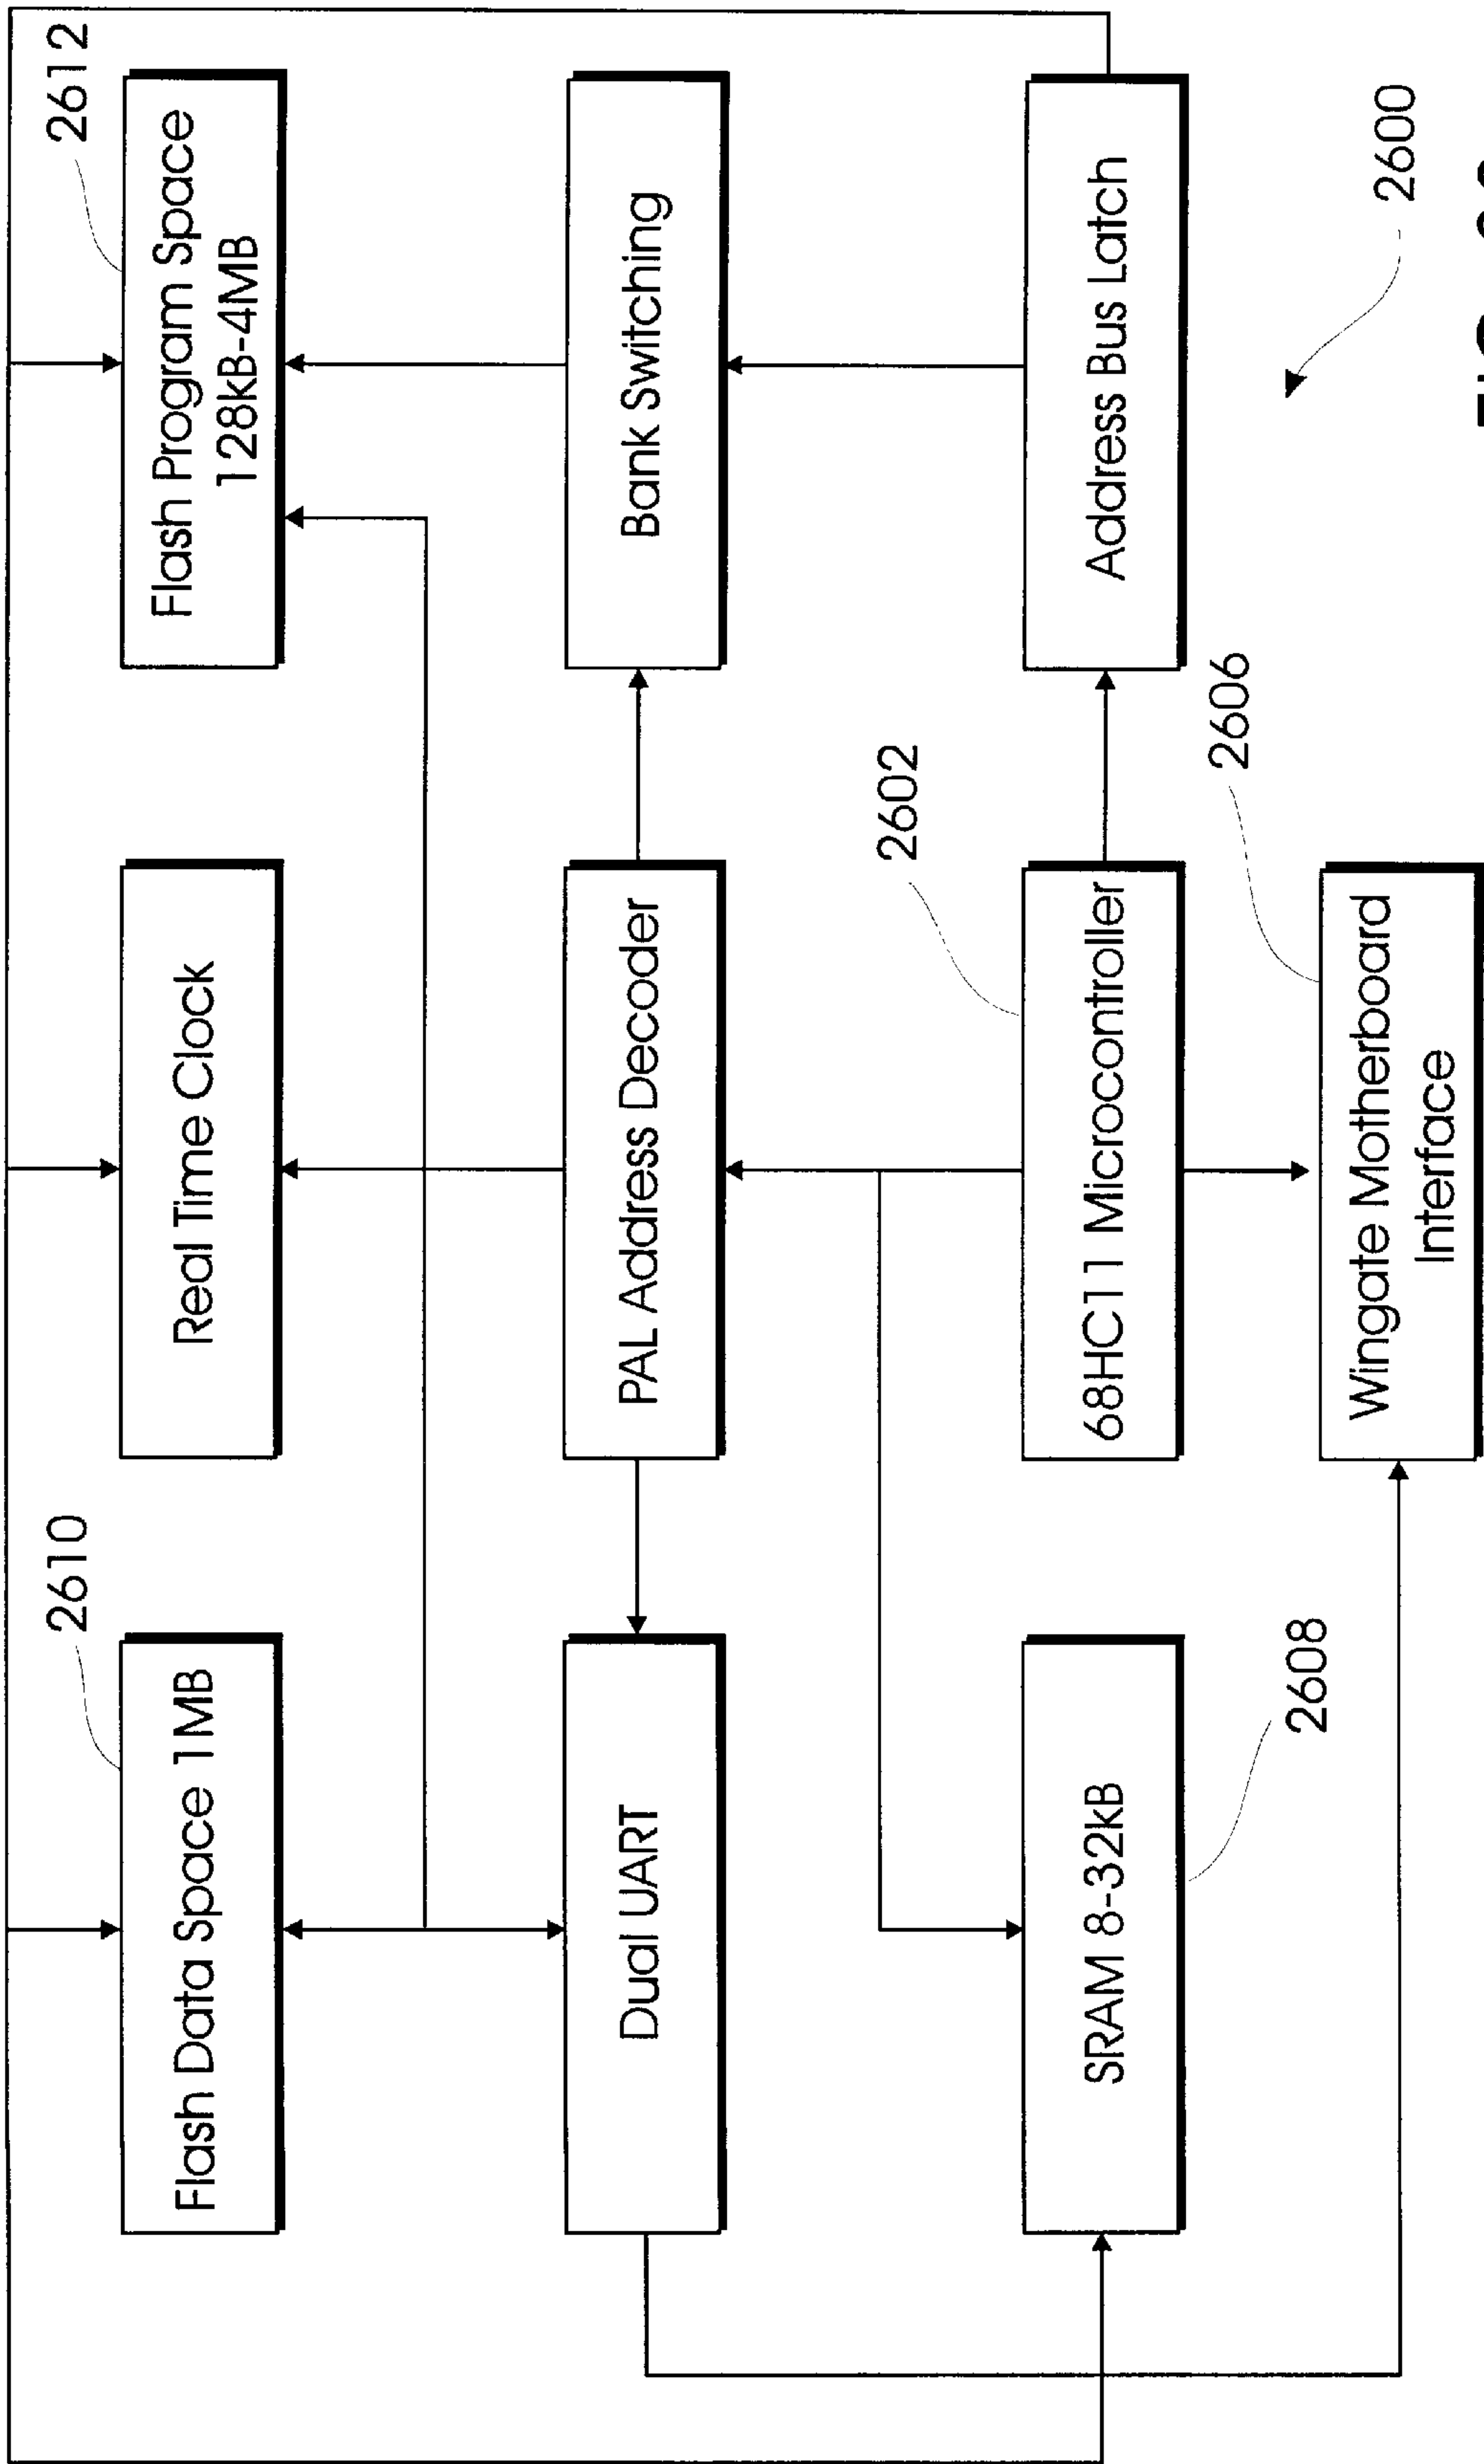 2610
2612
Flash Data Space 1MB
Real Time Clock
Flash Program Space
128kB-4MB
Dual UART
PAL Address Decoder
Bank Switching
2602
SRAM 8-32kB
68HC11 Microcontroller
Address Bus Latch
2608
2606
Wingate Motherboard
Interface
2600